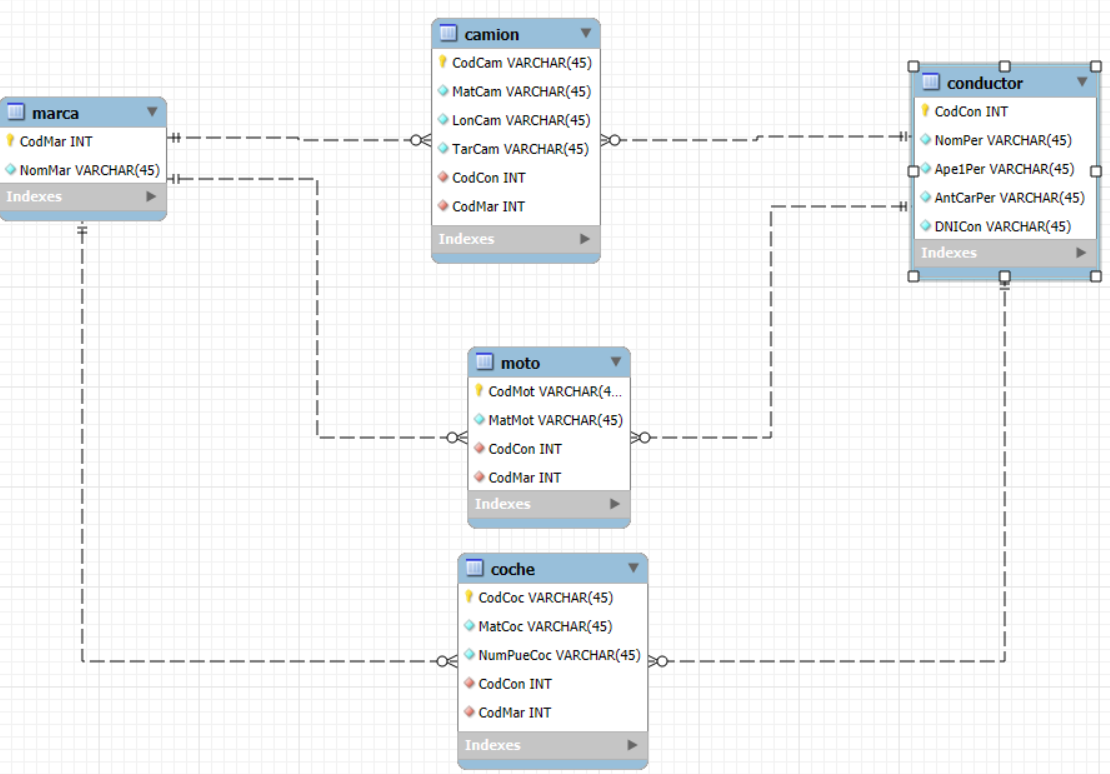 camion
CodCam VARCHAR(45)
MatCam VARCHAR(45)
LonCam VARCHAR(45)
TarCam VARCHAR(45)
CodCon INT
CodMar INT
Indexes
marca
CodMar INT
NomMar VARCHAR(45)
Indexes
conductor
CodCon INT
NomPer VARCHAR(45)
Ape1Per VARCHAR(45)
AntCarPer VARCHAR(45)
DNICon VARCHAR(45)
Indexes
moto
CodMot VARCHAR(4...
MatMot VARCHAR(45)
CodCon INT
CodMar INT
Indexes
coche
CodCoc VARCHAR(45)
MatCoc VARCHAR(45)
NumPueCoc VARCHAR(45)
CodCon INT
CodMar INT
Indexes